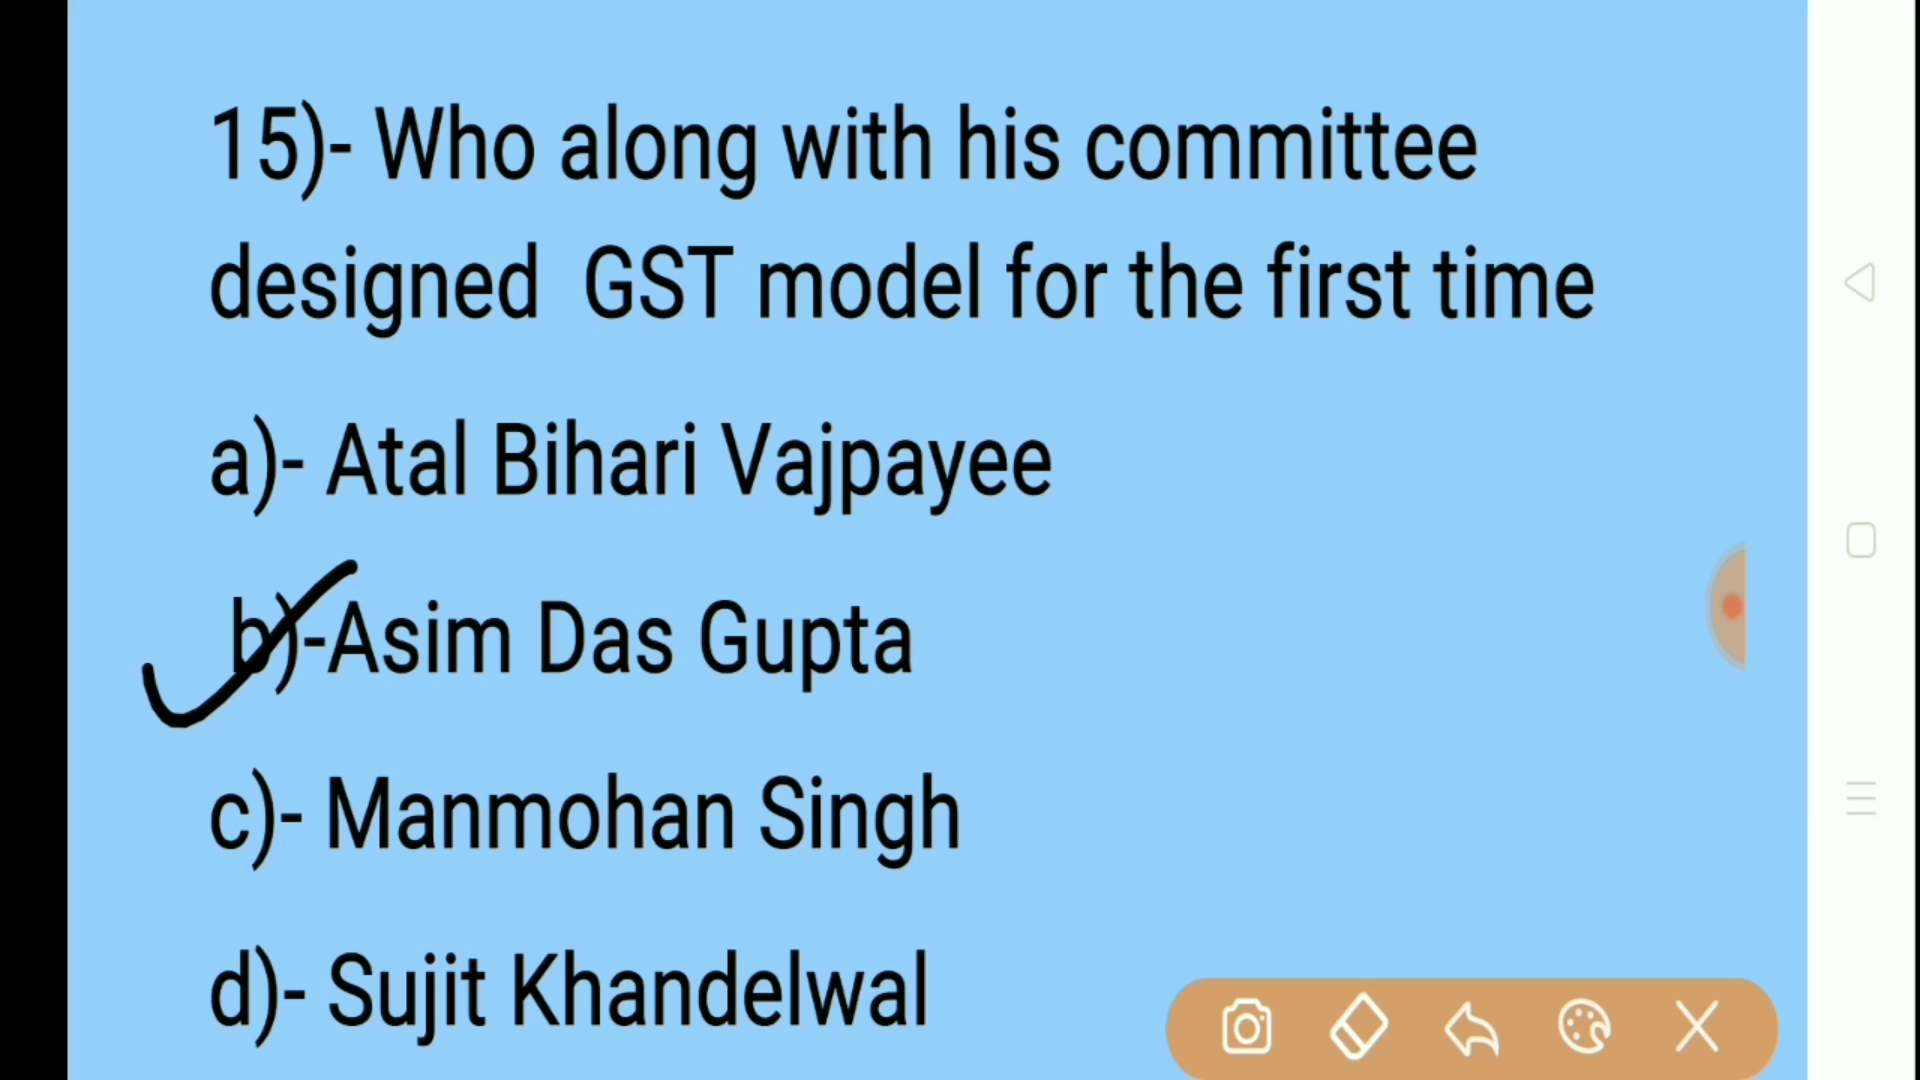 15)- Who along with his committee
designed GST model for the first time
a)- Atal Bihari Vajpayee
b)-Asim Das Gupta
c)- Manmohan Singh
d)- Sujit Khandelwal